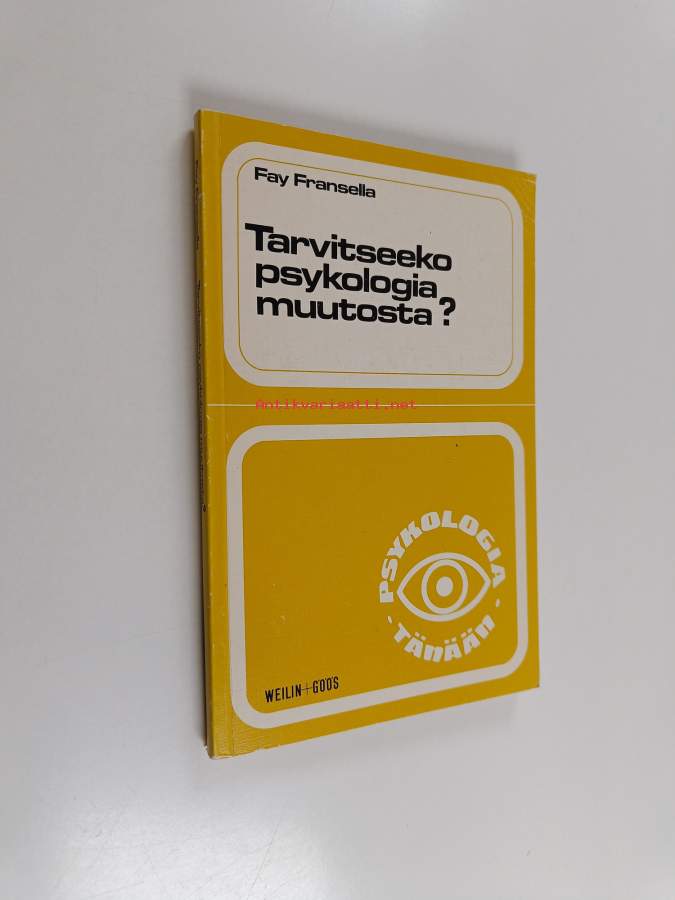 Fay Fransella
Tarvitseeko
psykologia
muutosta?
Antikvariaatti.net
PSYKOLOGIA
· TÄNÄÄN ·
WEILIN+GÖÖS